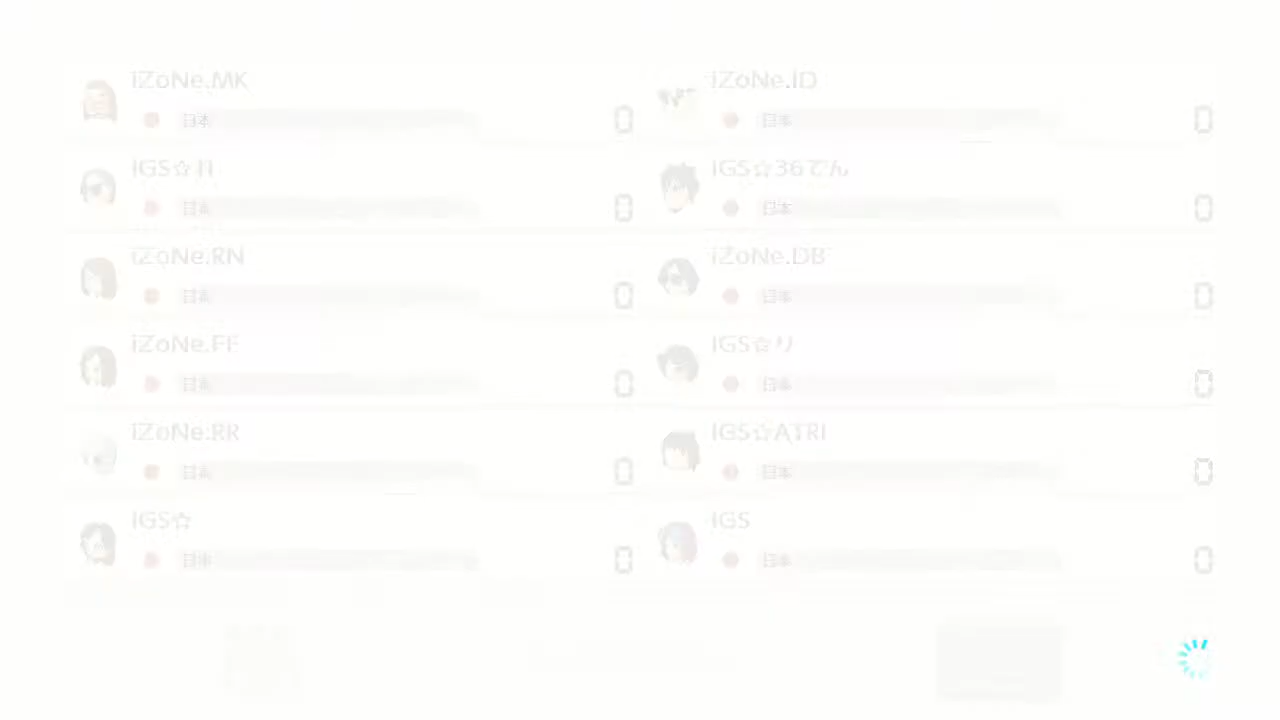 iZoNe.MK
日本 0
iZoNe.ID
日本 0
IGS☆
日本 0
IGS☆36てん
日本 0
iZoNe.RN
日本 0
iZoNe.DB
日本 0
iZoNe.FF
日本 0
IGS☆リ
日本 0
iZoNe.RR
日本 0
IGS☆ATRI
日本 0
IGS☆
日本 0
IGS
日本 0